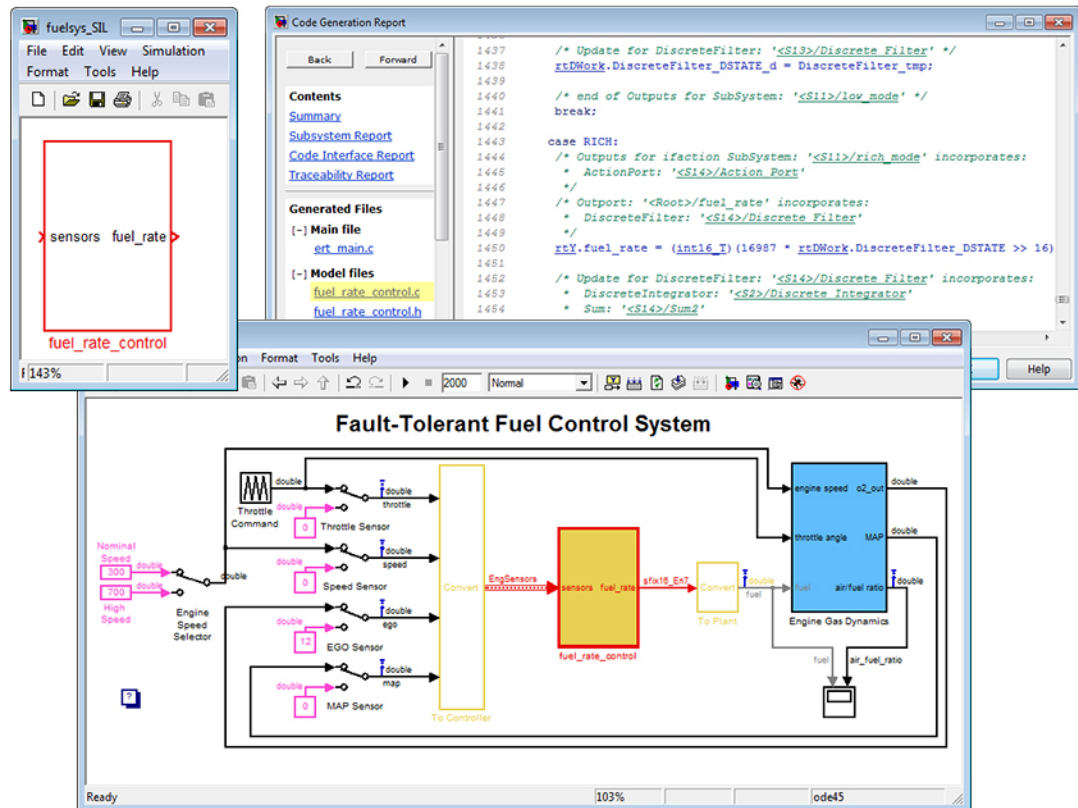 fuelsys_SIL
File Edit View Simulation
Format Tools Help
sensors fuel_rate
fuel_rate_control
143%
Code Generation Report
Back Forward
Contents
Summary
Subsystem Report
Code Interface Report
Traceability Report
Generated Files
[-] Main file
ert_main.c
[-] Model files
fuel_rate_control.c
fuel_rate_control.h
1437 /* Update for DiscreteFilter: '<S13>/Discrete Filter' */
1438 rtDWork.DiscreteFilter_DSTATE_d = DiscreteFilter_tmp;
1439
1440 /* end of Outputs for SubSystem: '<S11>/low_mode' */
1441 break;
1442
1443 case RICH:
1444 /* Outputs for ifaction SubSystem: '<S11>/rich_mode' incorporates:
1445 * ActionPort: '<S14>/Action Port'
1446 */
1447 /* Outport: '<Root>/fuel_rate' incorporates:
1448 * DiscreteFilter: '<S14>/Discrete Filter'
1449 */
1450 rtY.fuel_rate = (int16_T)(16987 * rtDWork.DiscreteFilter_DSTATE >> 16)
1451
1452 /* Update for DiscreteFilter: '<S14>/Discrete Filter' incorporates:
1453 * DiscreteIntegrator: '<S2>/Discrete Integrator'
1454 * Sum: '<S14>/Sum2'
Help
Format Tools Help
2000 Normal
Fault-Tolerant Fuel Control System
double
Throttle
Command
double
0
Throttle Sensor
double
throttle
Nominal
Speed
300
double
700
double
High
Speed
Engine
Speed
Selector
double
double
0
Speed Sensor
double
speed
double
12
EGO Sensor
double
ego
double
0
MAP Sensor
double
map
Convert
To Controller
EngSensors
sensors fuel_rate
fuel_rate_control
sfix16_En7
Convert
To Plant
double
fuel
engine speed o2_out
throttle angle MAP
fuel air/fuel ratio
Engine Gas Dynamics
double
double
double
fuel
air_fuel_ratio
?
Ready 103% ode45